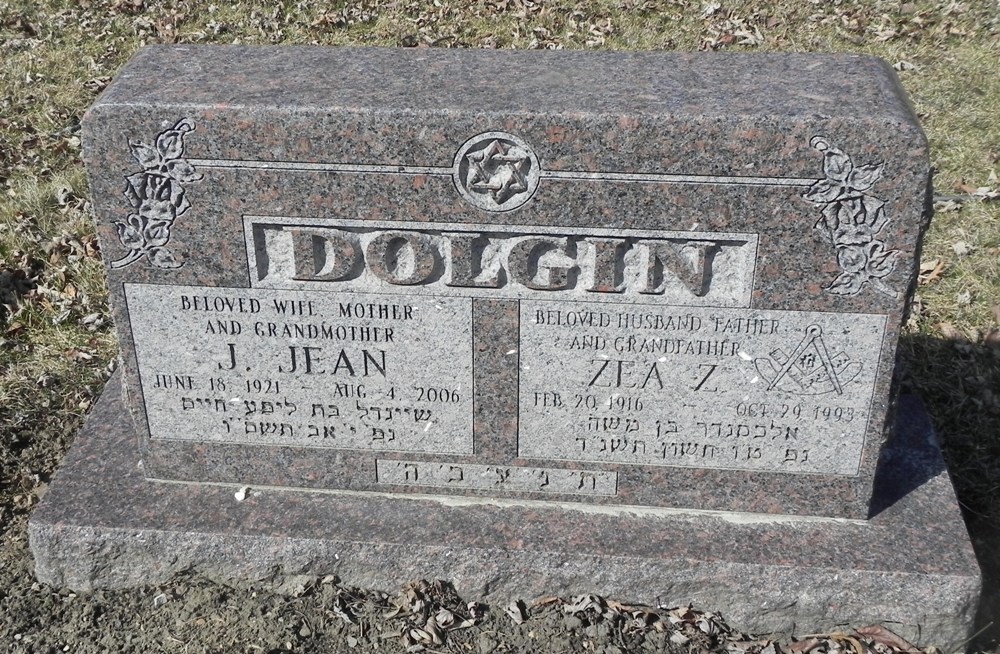 DOLGIN
BELOVED WIFE, MOTHER
AND GRANDMOTHER
J. JEAN
JUNE 18, 1921 – AUG 4, 2006
שיינדל בת ליפע חיים
נפ י' אב תשס"ו
BELOVED HUSBAND FATHER
AND GRANDFATHER
ZEA Z
FEB 20, 1916 – OCT 29 1993
אלכסנדר בן משה
נפ טו חשון תשנ"ד
ת' נ' צ' ב' ה'